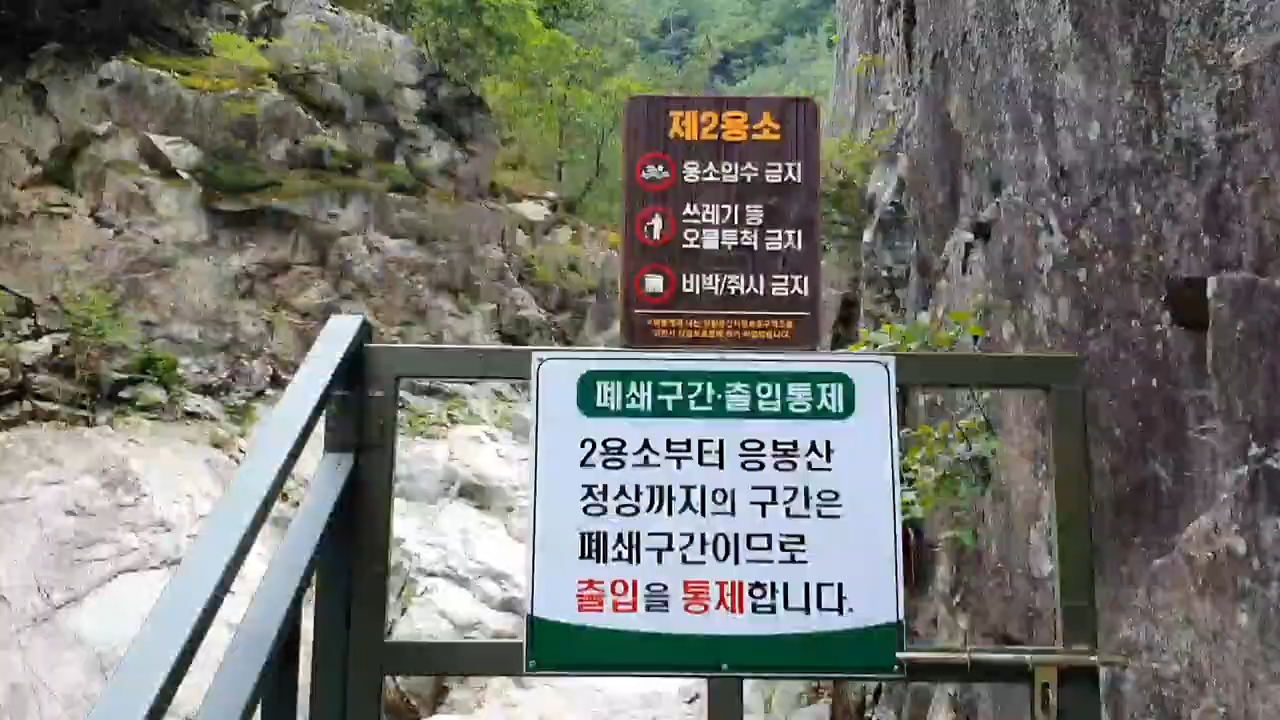 제2용소
용소입수 금지
쓰레기 등
오물투척 금지
비박/취사 금지
폐쇄구간·출입통제
2용소부터 응봉산
정상까지의 구간은
폐쇄구간이므로
출입을 통제합니다.